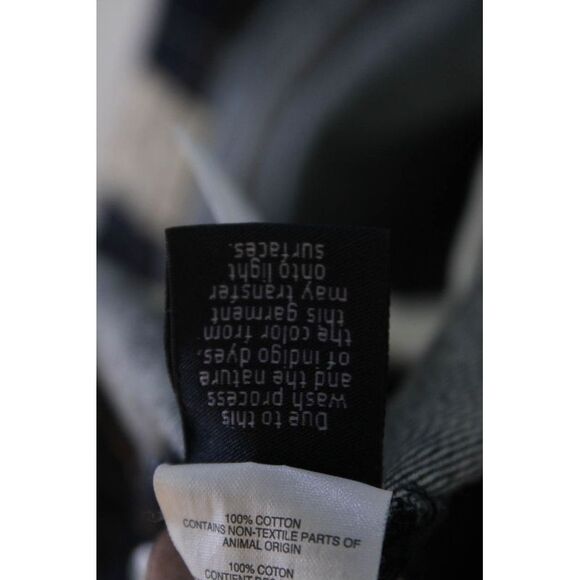 Due to this
wash process
and the nature
of indigo dyes,
the color from
this garment
may transfer
onto light
surfaces.
100% COTTON
CONTAINS NON-TEXTILE PARTS OF
ANIMAL ORIGIN
100% COTON
CONTIENT